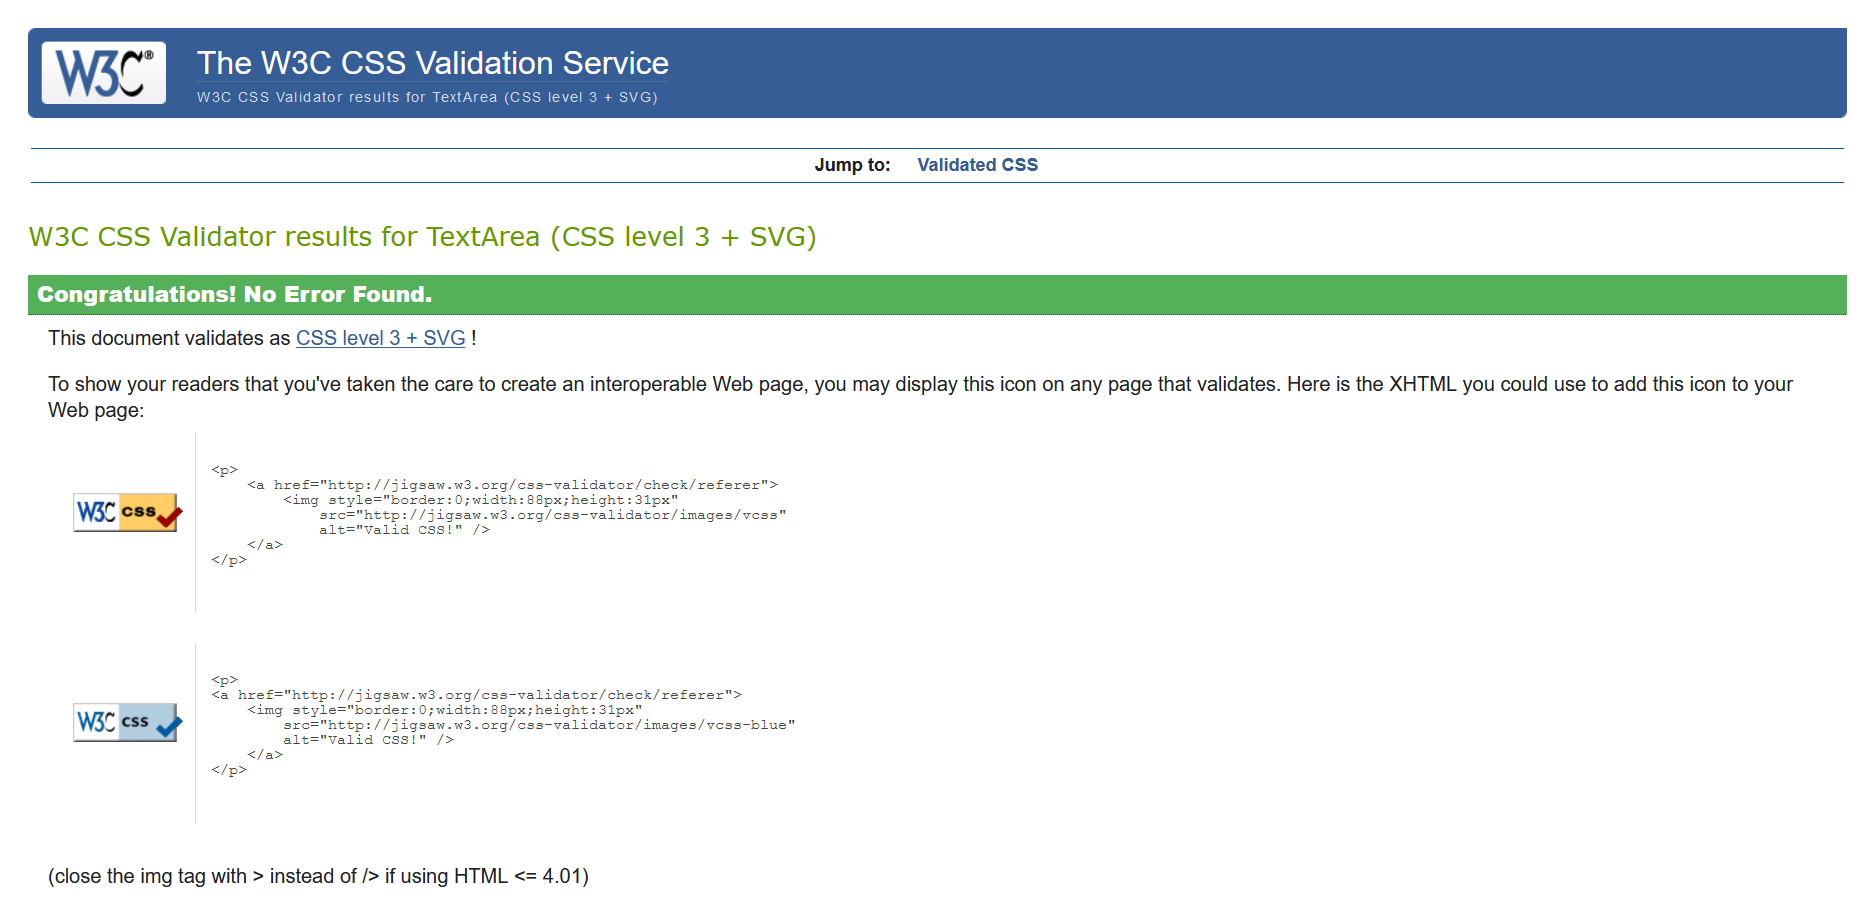 W3C®
The W3C CSS Validation Service
W3C CSS Validator results for TextArea (CSS level 3 + SVG)
Jump to: Validated CSS
W3C CSS Validator results for TextArea (CSS level 3 + SVG)
Congratulations! No Error Found.
This document validates as CSS level 3 + SVG !
To show your readers that you've taken the care to create an interoperable Web page, you may display this icon on any page that validates. Here is the XHTML you could use to add this icon to your
Web page:
W3C css
<p>
    <a href="http://jigsaw.w3.org/css-validator/check/referer">
        <img style="border:0;width:88px;height:31px"
            src="http://jigsaw.w3.org/css-validator/images/vcss"
            alt="Valid CSS!" />
    </a>
</p>
W3C css
<p>
<a href="http://jigsaw.w3.org/css-validator/check/referer">
    <img style="border:0;width:88px;height:31px"
        src="http://jigsaw.w3.org/css-validator/images/vcss-blue"
        alt="Valid CSS!" />
    </a>
</p>
(close the img tag with > instead of /> if using HTML <= 4.01)